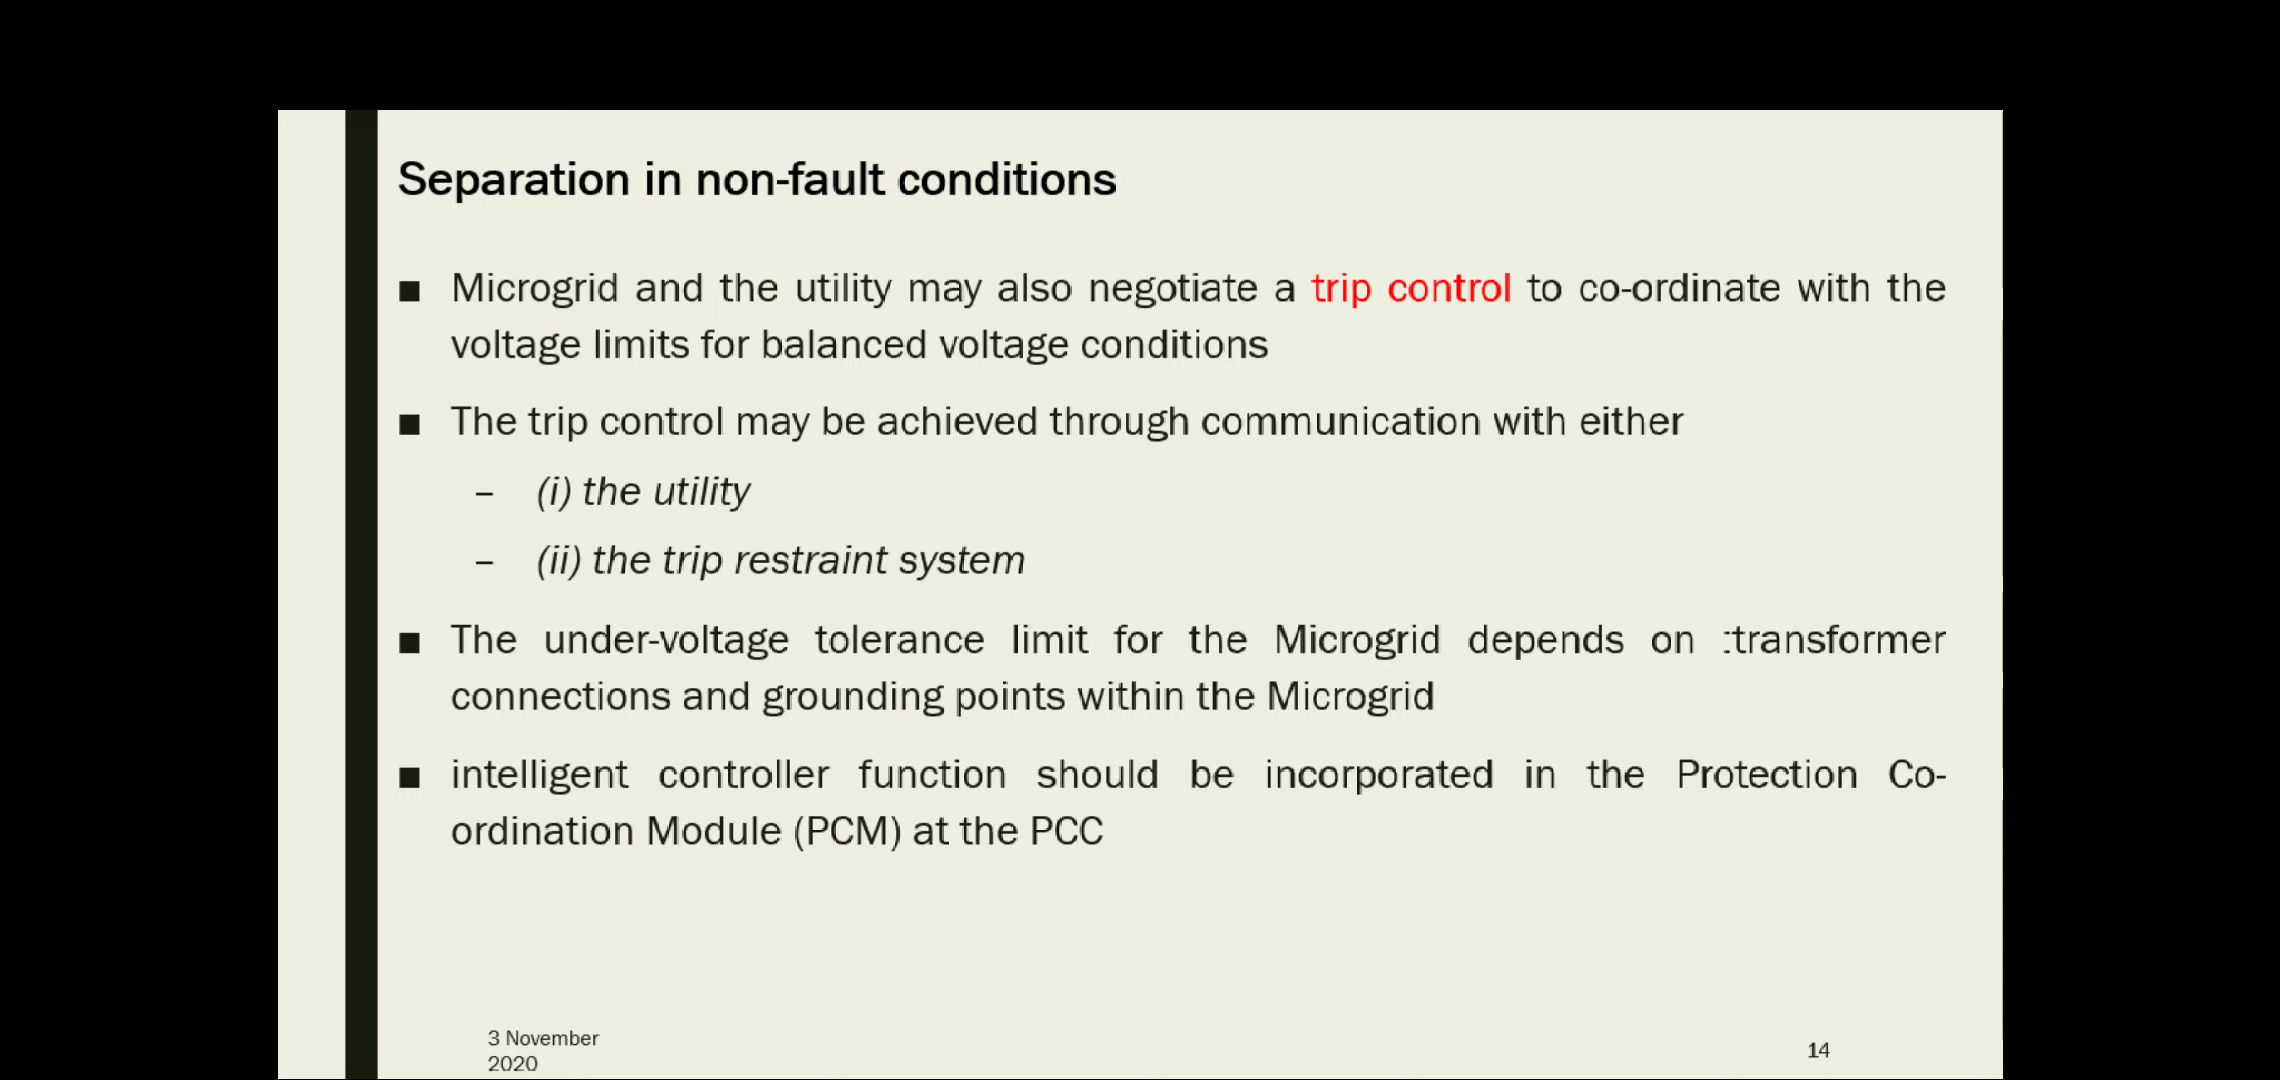 Separation in non-fault conditions
■ Microgrid and the utility may also negotiate a trip control to co-ordinate with the
voltage limits for balanced voltage conditions
■ The trip control may be achieved through communication with either
– (i) the utility
– (ii) the trip restraint system
■ The under-voltage tolerance limit for the Microgrid depends on :transformer
connections and grounding points within the Microgrid
■ intelligent controller function should be incorporated in the Protection Co-
ordination Module (PCM) at the PCC
3 November
2020
14